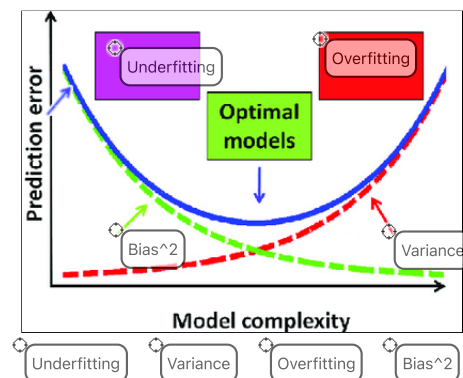 Underfitting
Overfitting
Optimal
models
Prediction error
Bias^2
Variance
Model complexity
Underfitting
Variance
Overfitting
Bias^2